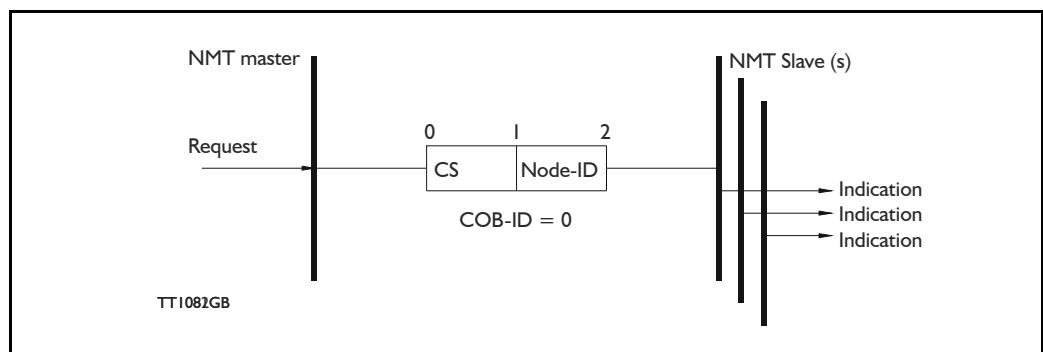 NMT master
NMT Slave (s)
0 1 2
Request
CS Node-ID
COB-ID = 0
Indication
Indication
Indication
TT1082GB